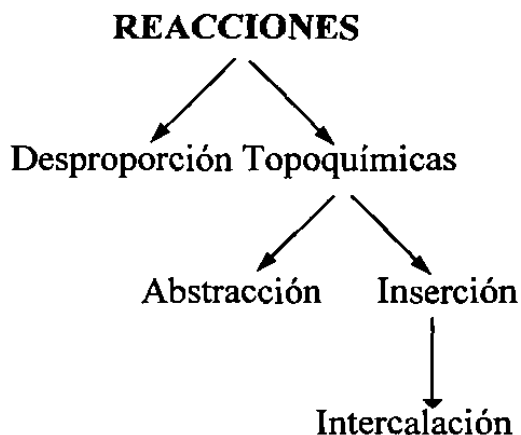 REACCIONES
Desproporción Topoquímicas
Abstracción Inserción
Intercalación